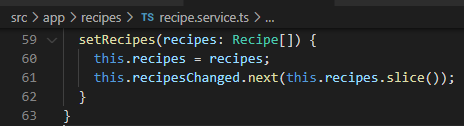 src > app > recipes > TS recipe.service.ts > ...
59 setRecipes(recipes: Recipe[]) {
60 this.recipes = recipes;
61 this.recipesChanged.next(this.recipes.slice());
62 }
63 }